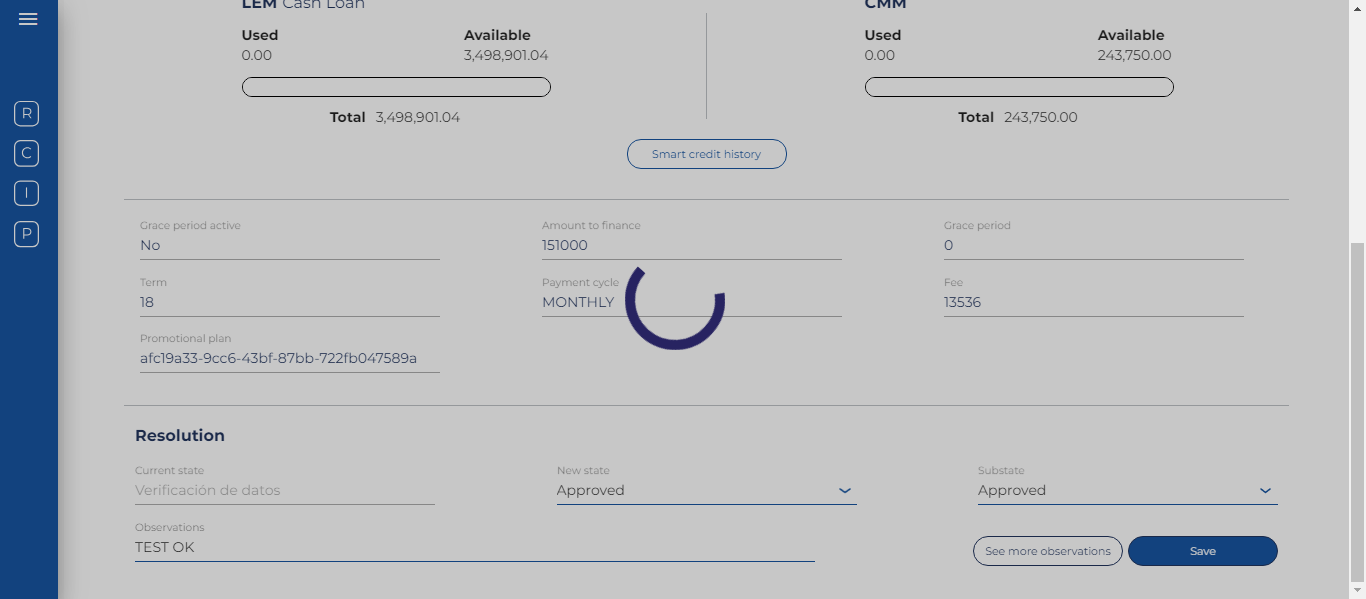 LEM Cash Loan
CMM
Used
Available
Used
Available
0.00
3,498,901.04
0.00
243,750.00
R
Total 3,498,901.04
Total 243,750.00
C
Smart credit history
I
P
Grace period active
Amount to finance
Grace period
No
151000
0
Term
Payment cycle
Fee
18
MONTHLY
13536
Promotional plan
afc19a33-9cc6-43bf-87bb-722fb047589a
Resolution
Current state
New state
Substate
Verificación de datos
Approved
Approved
Observations
TEST OK
See more observations
Save